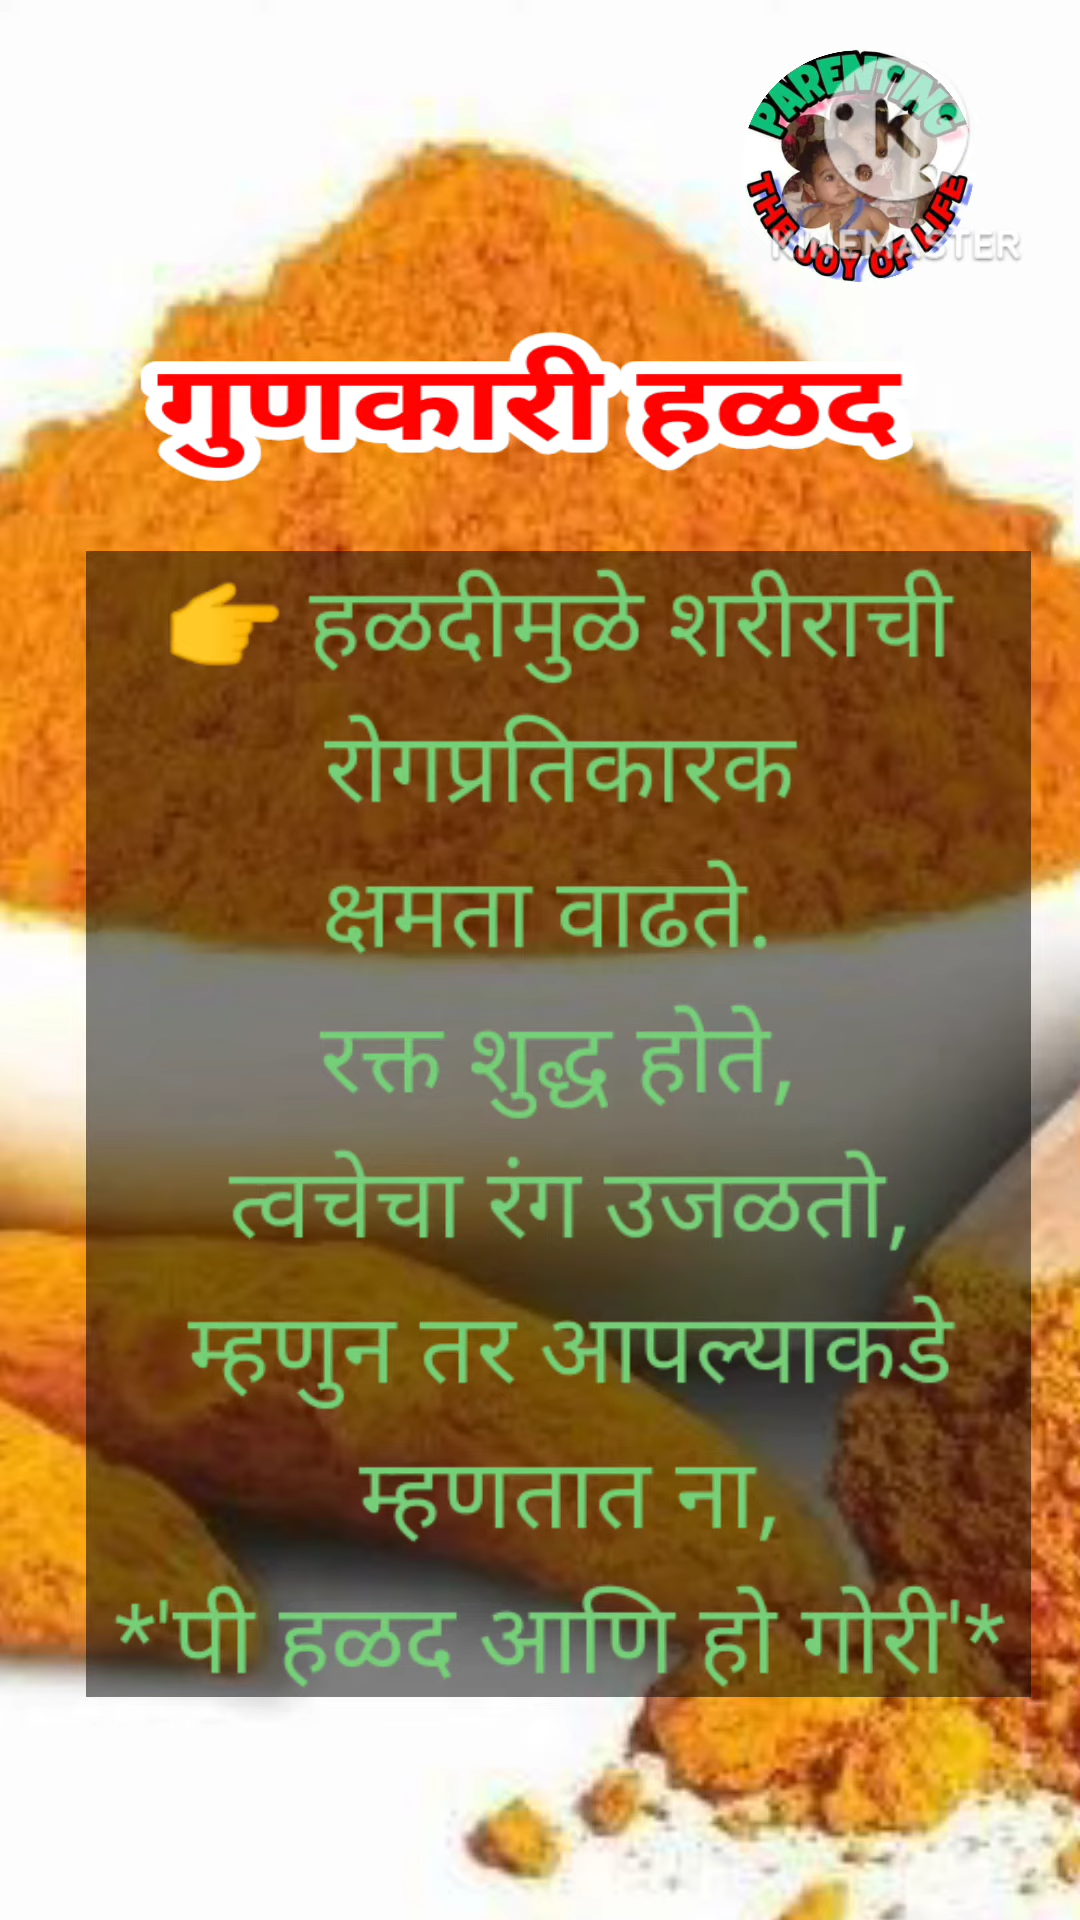 PARENTING
THE JOY OF LIFE
KINEMASTER
गुणकारी हळद
👉 हळदीमुळे शरीराची
रोगप्रतिकारक
क्षमता वाढते.
रक्त शुद्ध होते,
त्वचेचा रंग उजळतो,
म्हणुन तर आपल्याकडे
म्हणतात ना,
*'पी हळद आणि हो गोरी'*